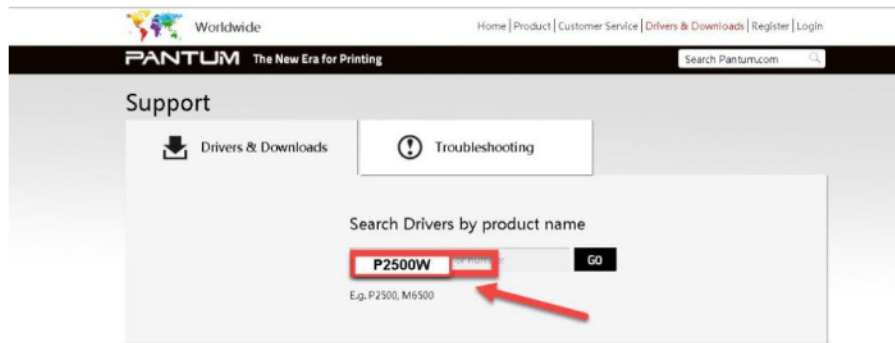 Worldwide
Home | Product | Customer Service | Drivers & Downloads | Register | Login
PANTUM The New Era for Printing
Search Pantum.com
Support
Drivers & Downloads
Troubleshooting
Search Drivers by product name
P2500W
GO
E.g. P2500, M6500